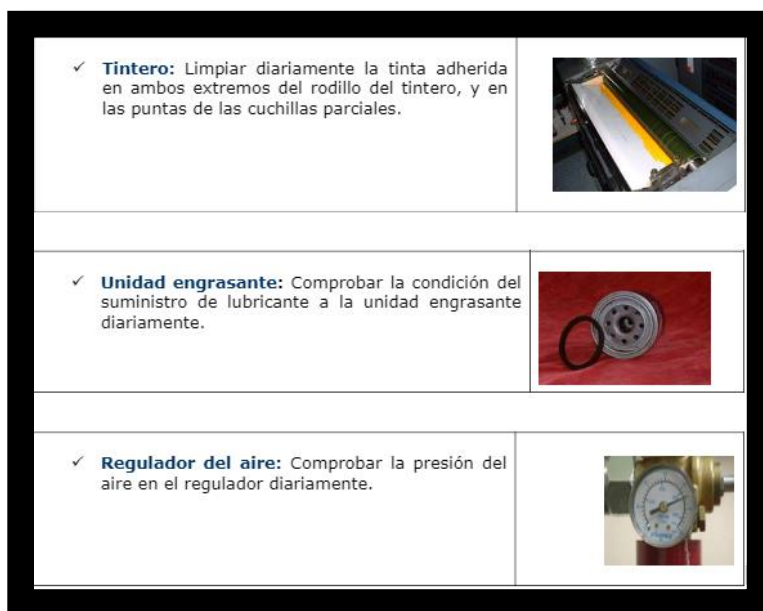 ✓ Tintero: Limpiar diariamente la tinta adherida
en ambos extremos del rodillo del tintero, y en
las puntas de las cuchillas parciales.
✓ Unidad engrasante: Comprobar la condición del
suministro de lubricante a la unidad engrasante
diariamente.
✓ Regulador del aire: Comprobar la presión del
aire en el regulador diariamente.